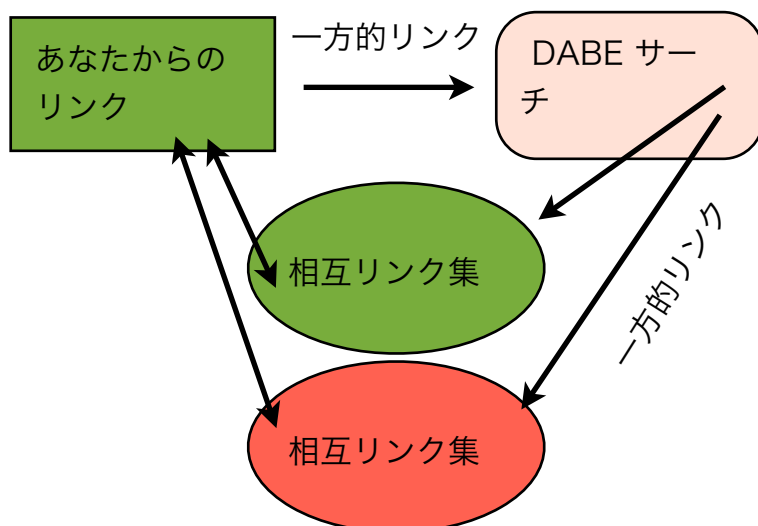 あなたからの
リンク
一方的リンク
DABE サー
チ
相互リンク集
一方的リンク
相互リンク集